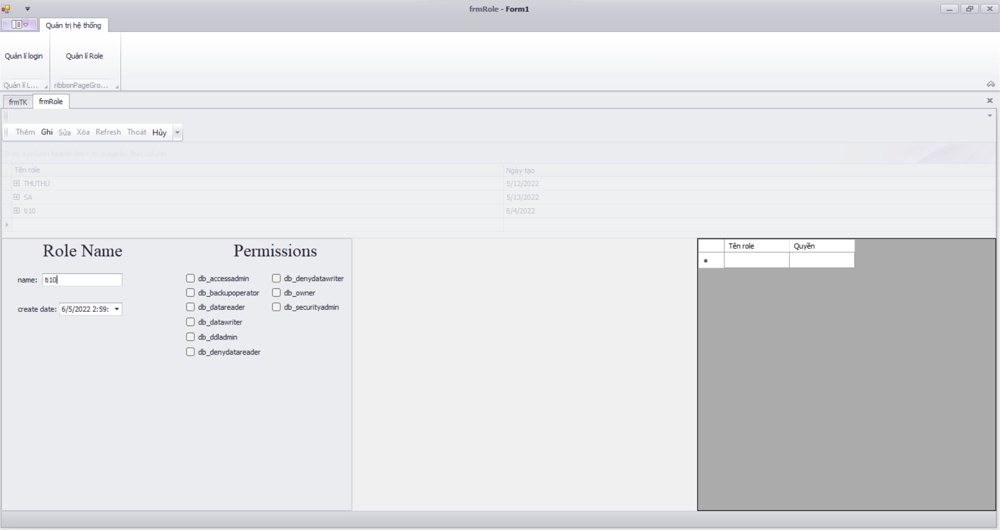 frmRole - Form1
Quản trị hệ thống
Quản lí login
Quản lí Role
Quản lí L...
ribbonPageGro...
frmTK
frmRole
Thêm Ghi Sửa Xóa Refresh Thoát Hủy
Drag a column header here to group by that column
Tên role Ngày tạo
THUTHU 5/12/2022
SA 5/13/2022
ti10 6/4/2022
Role Name
name: ti10
create date: 6/5/2022 2:59:
Permissions
db_accessadmin db_denydatawriter
db_backupoperator db_owner
db_datareader db_securityadmin
db_datawriter
db_ddladmin
db_denydatareader
Tên role Quyền